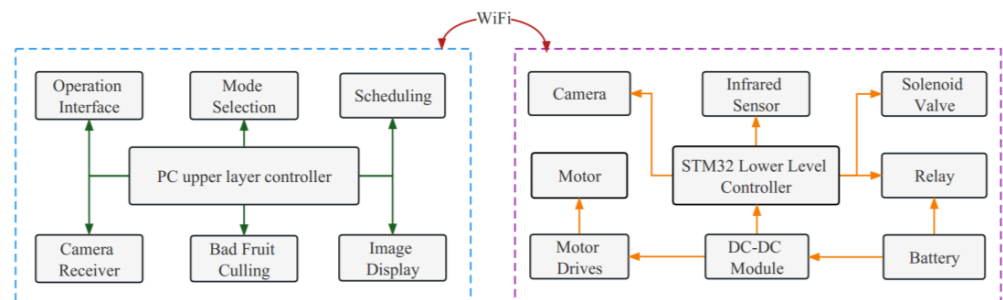 WiFi
Operation
Interface
Mode
Selection
Scheduling
PC upper layer controller
Camera
Receiver
Bad Fruit
Culling
Image
Display
Camera
Infrared
Sensor
Solenoid
Valve
Motor
STM32 Lower Level
Controller
Relay
Motor
Drives
DC-DC
Module
Battery